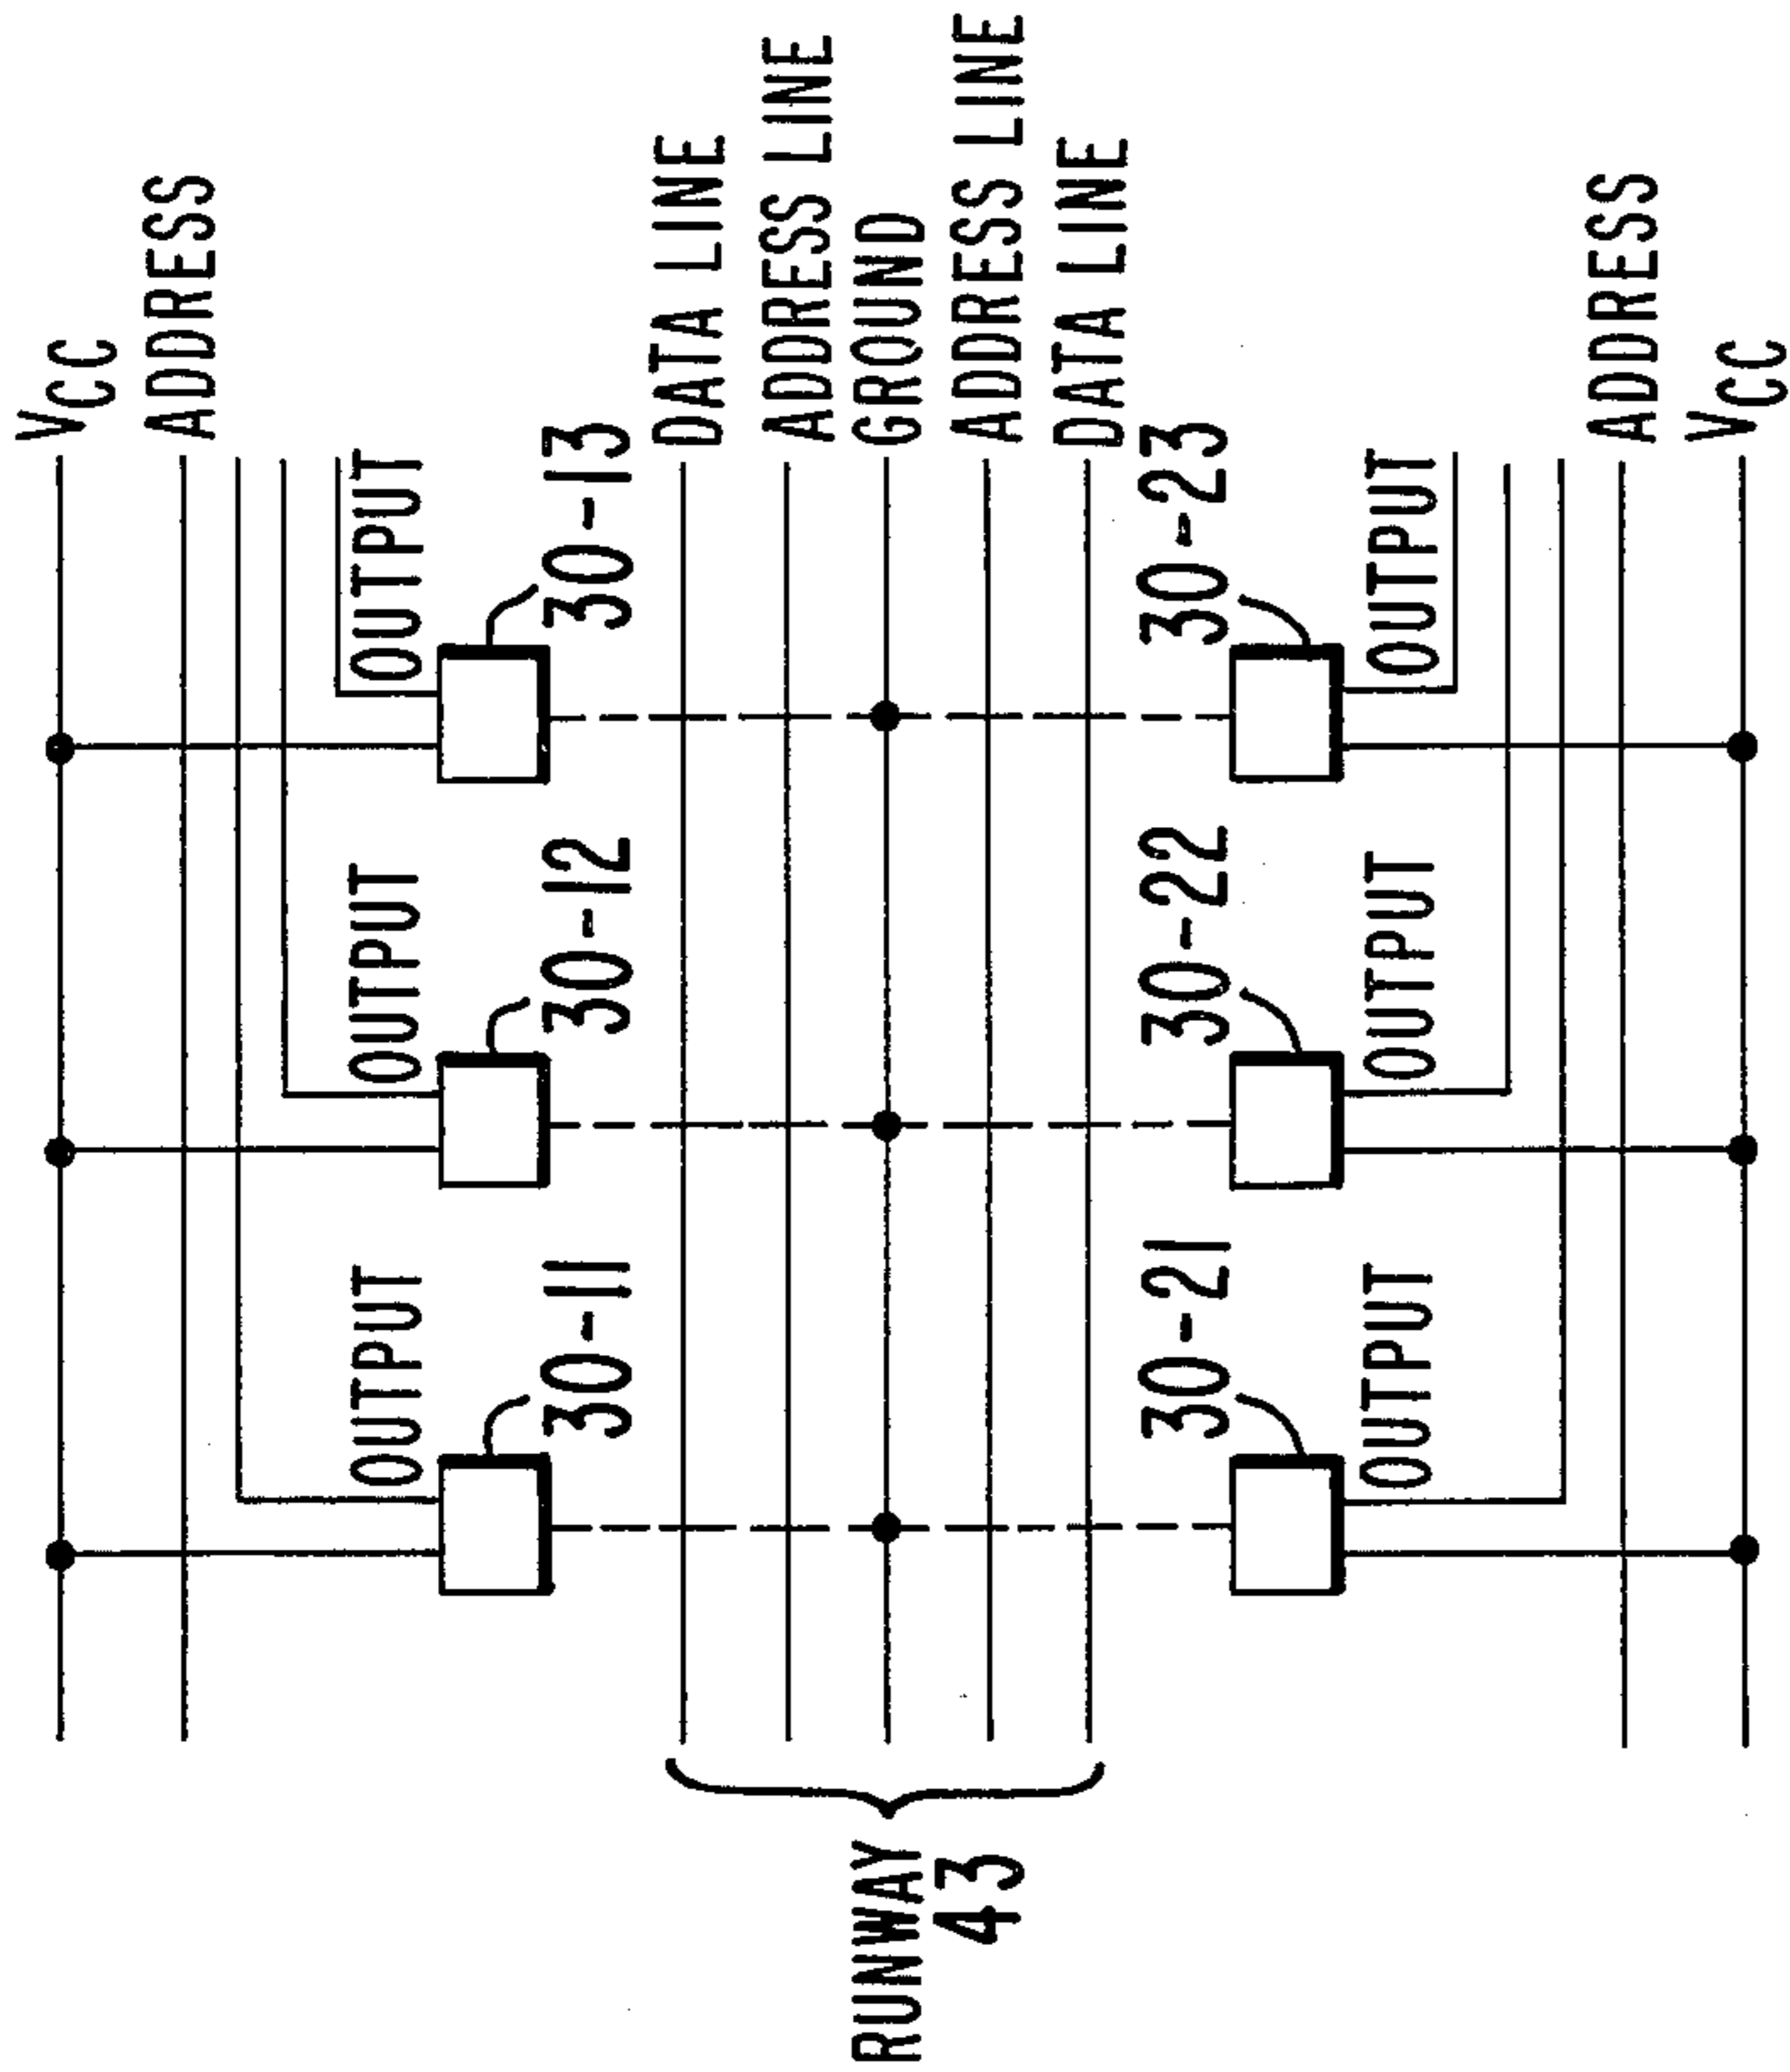 VCC
ADDRESS
OUTPUT OUTPUT OUTPUT
30-11 30-12 30-13
DATA LINE
ADDRESS LINE
RUNWAY
43
GROUND
ADDRESS LINE
DATA LINE
30-21 30-22 30-23
OUTPUT OUTPUT OUTPUT
ADDRESS
VCC